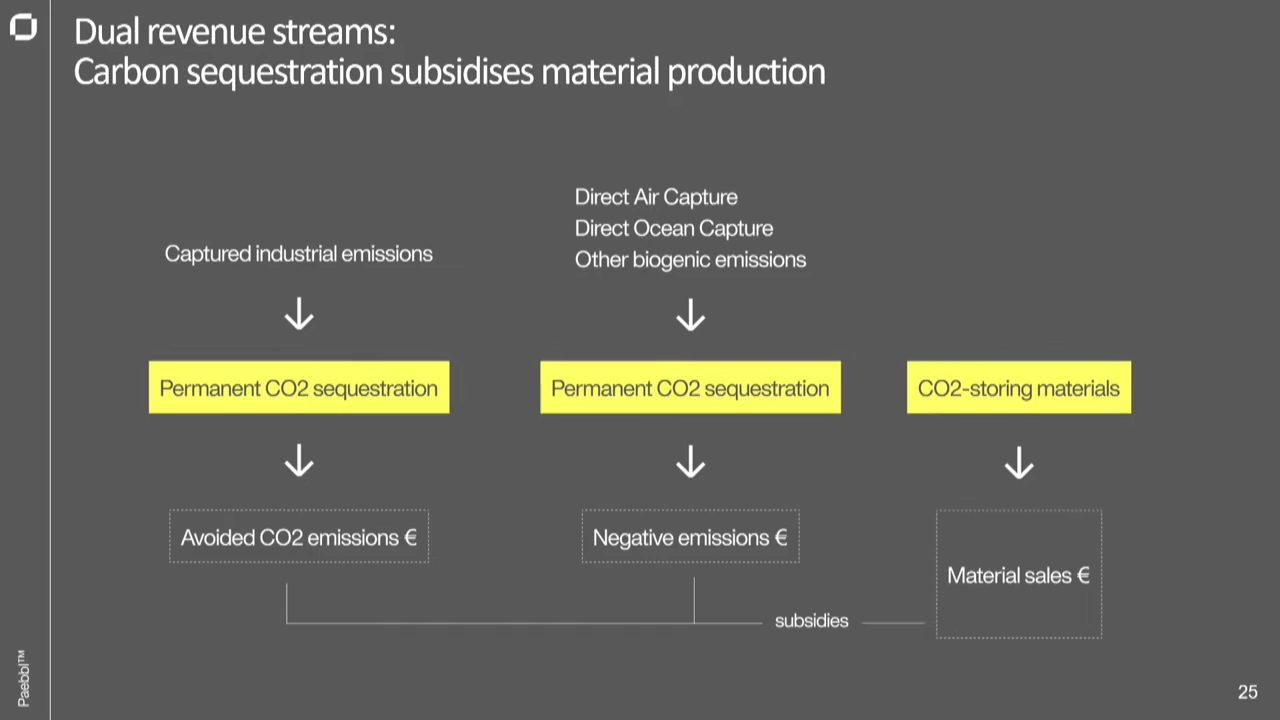 Dual revenue streams:
Carbon sequestration subsidises material production
Direct Air Capture
Direct Ocean Capture
Other biogenic emissions
Captured industrial emissions
Permanent CO2 sequestration
Permanent CO2 sequestration
CO2-storing materials
Avoided CO2 emissions €
Negative emissions €
Material sales €
subsidies
Paebbl™
25